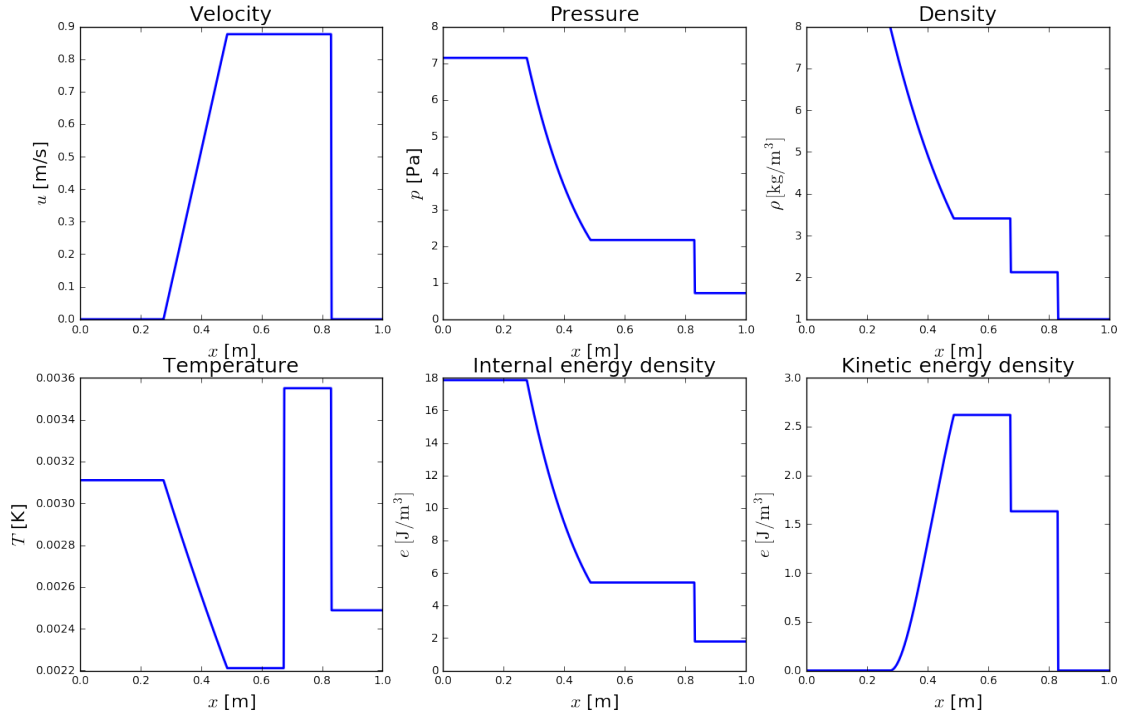 Velocity
0.9
0.8
0.7
0.6
0.5
0.4
0.3
0.2
0.1
0.0
u [m/s]
0.0 0.2 0.4 0.6 0.8 1.0
x [m]
Pressure
8
7
6
5
4
3
2
1
0
p [Pa]
0.0 0.2 0.4 0.6 0.8 1.0
x [m]
Density
8
7
6
5
4
3
2
1
ρ [kg/m³]
0.0 0.2 0.4 0.6 0.8 1.0
x [m]
Temperature
0.0036
0.0034
0.0032
0.0030
0.0028
0.0026
0.0024
0.0022
T [K]
0.0 0.2 0.4 0.6 0.8 1.0
x [m]
Internal energy density
18
16
14
12
10
8
6
4
2
0
e [J/m³]
0.0 0.2 0.4 0.6 0.8 1.0
x [m]
Kinetic energy density
3.0
2.5
2.0
1.5
1.0
0.5
0.0
e [J/m³]
0.0 0.2 0.4 0.6 0.8 1.0
x [m]